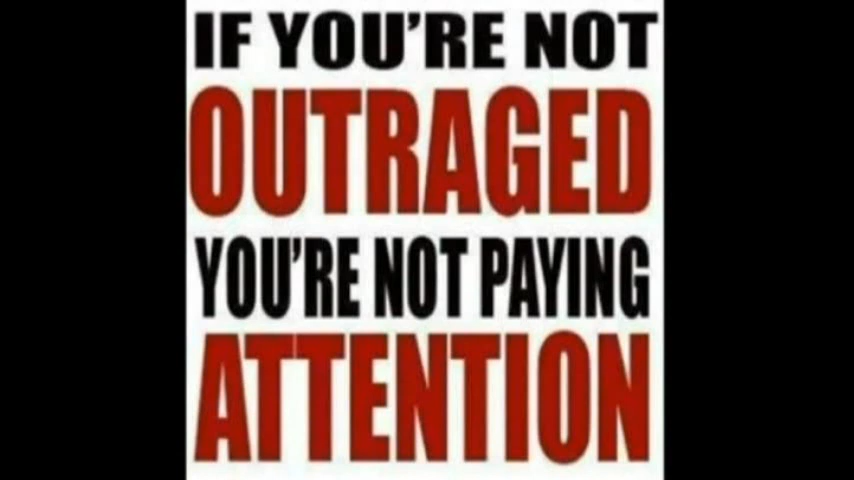 IF YOU'RE NOT
OUTRAGED
YOU'RE NOT PAYING
ATTENTION